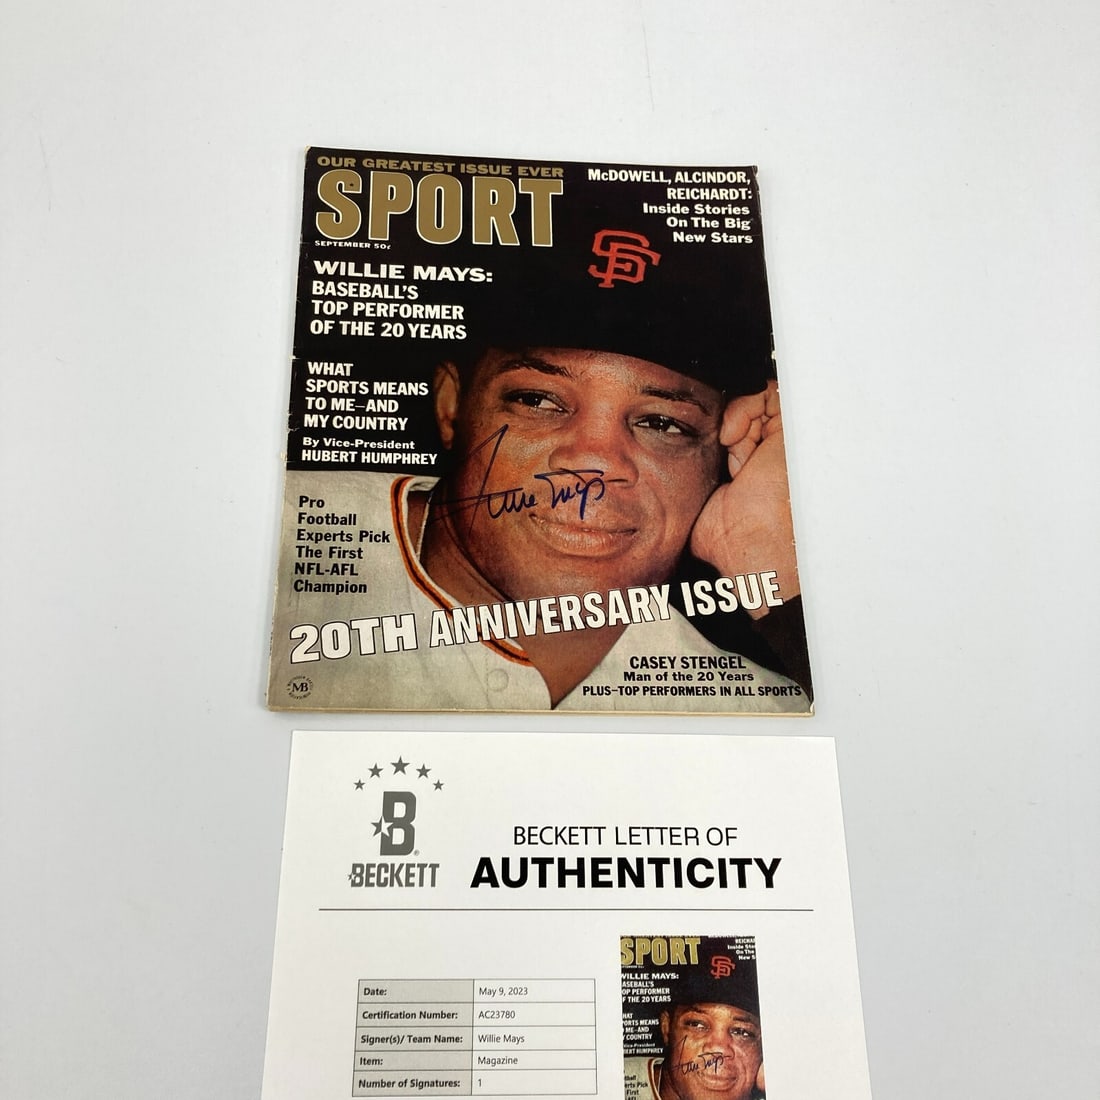 OUR GREATEST ISSUE EVER
SPORT
SEPTEMBER 50¢
McDOWELL, ALCINDOR,
REICHARDT:
Inside Stories
On The Big
New Stars
SF
WILLIE MAYS:
BASEBALL'S
TOP PERFORMER
OF THE 20 YEARS
WHAT
SPORTS MEANS
TO ME—AND
MY COUNTRY
By Vice-President
HUBERT HUMPHREY
Willie Mays
Pro
Football
Experts Pick
The First
NFL-AFL
Champion
20TH ANNIVERSARY ISSUE
CASEY STENGEL
Man of the 20 Years
PLUS—TOP PERFORMERS IN ALL SPORTS
MB
B
BECKETT
BECKETT LETTER OF
AUTHENTICITY
Date: May 9, 2023
Certification Number: AC23780
Signer(s)/ Team Name: Willie Mays
Item: Magazine
Number of Signatures: 1
SPORT
SF
WILLIE MAYS:
OF THE 20 YEARS
Willie Mays